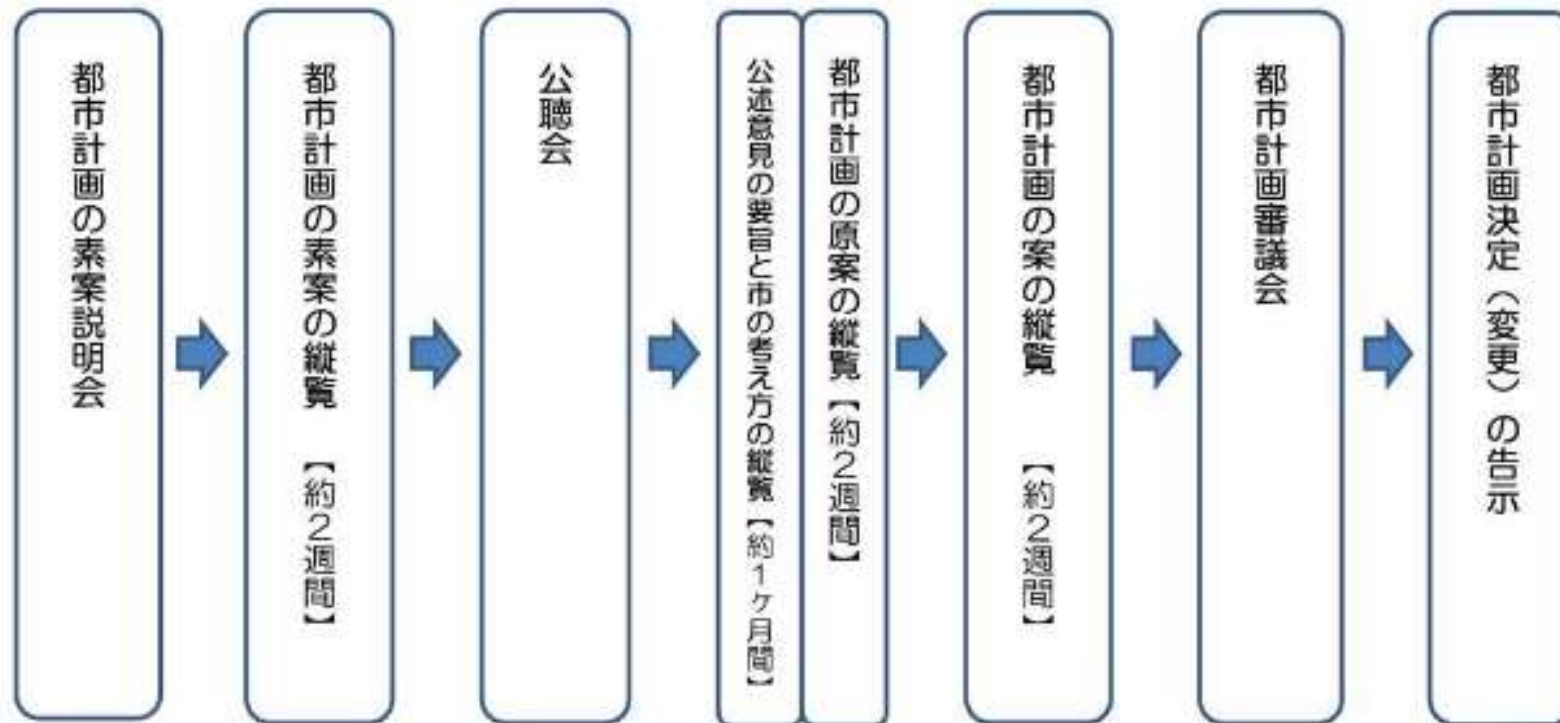 都市計画の素案説明会
都市計画の素案の縦覧　【約２週間】
公聴会
公述意見の要旨と市の考え方の縦覧【約１ヶ月間】
都市計画の原案の縦覧【約２週間】
都市計画の案の縦覧　【約２週間】
都市計画審議会
都市計画決定（変更）の告示